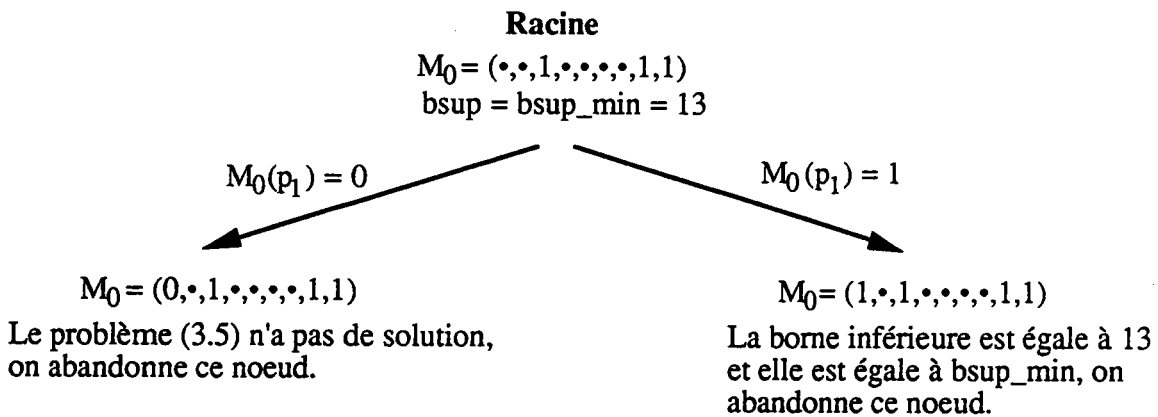 Racine
M0 = (•,•,1,•,•,•,•,1,1)
bsup = bsup_min = 13
M0(p1) = 0
M0(p1) = 1
M0 = (0,•,1,•,•,•,•,1,1)
Le problème (3.5) n'a pas de solution,
on abandonne ce noeud.
M0= (1,•,1,•,•,•,•,1,1)
La borne inférieure est égale à 13
et elle est égale à bsup_min, on
abandonne ce noeud.